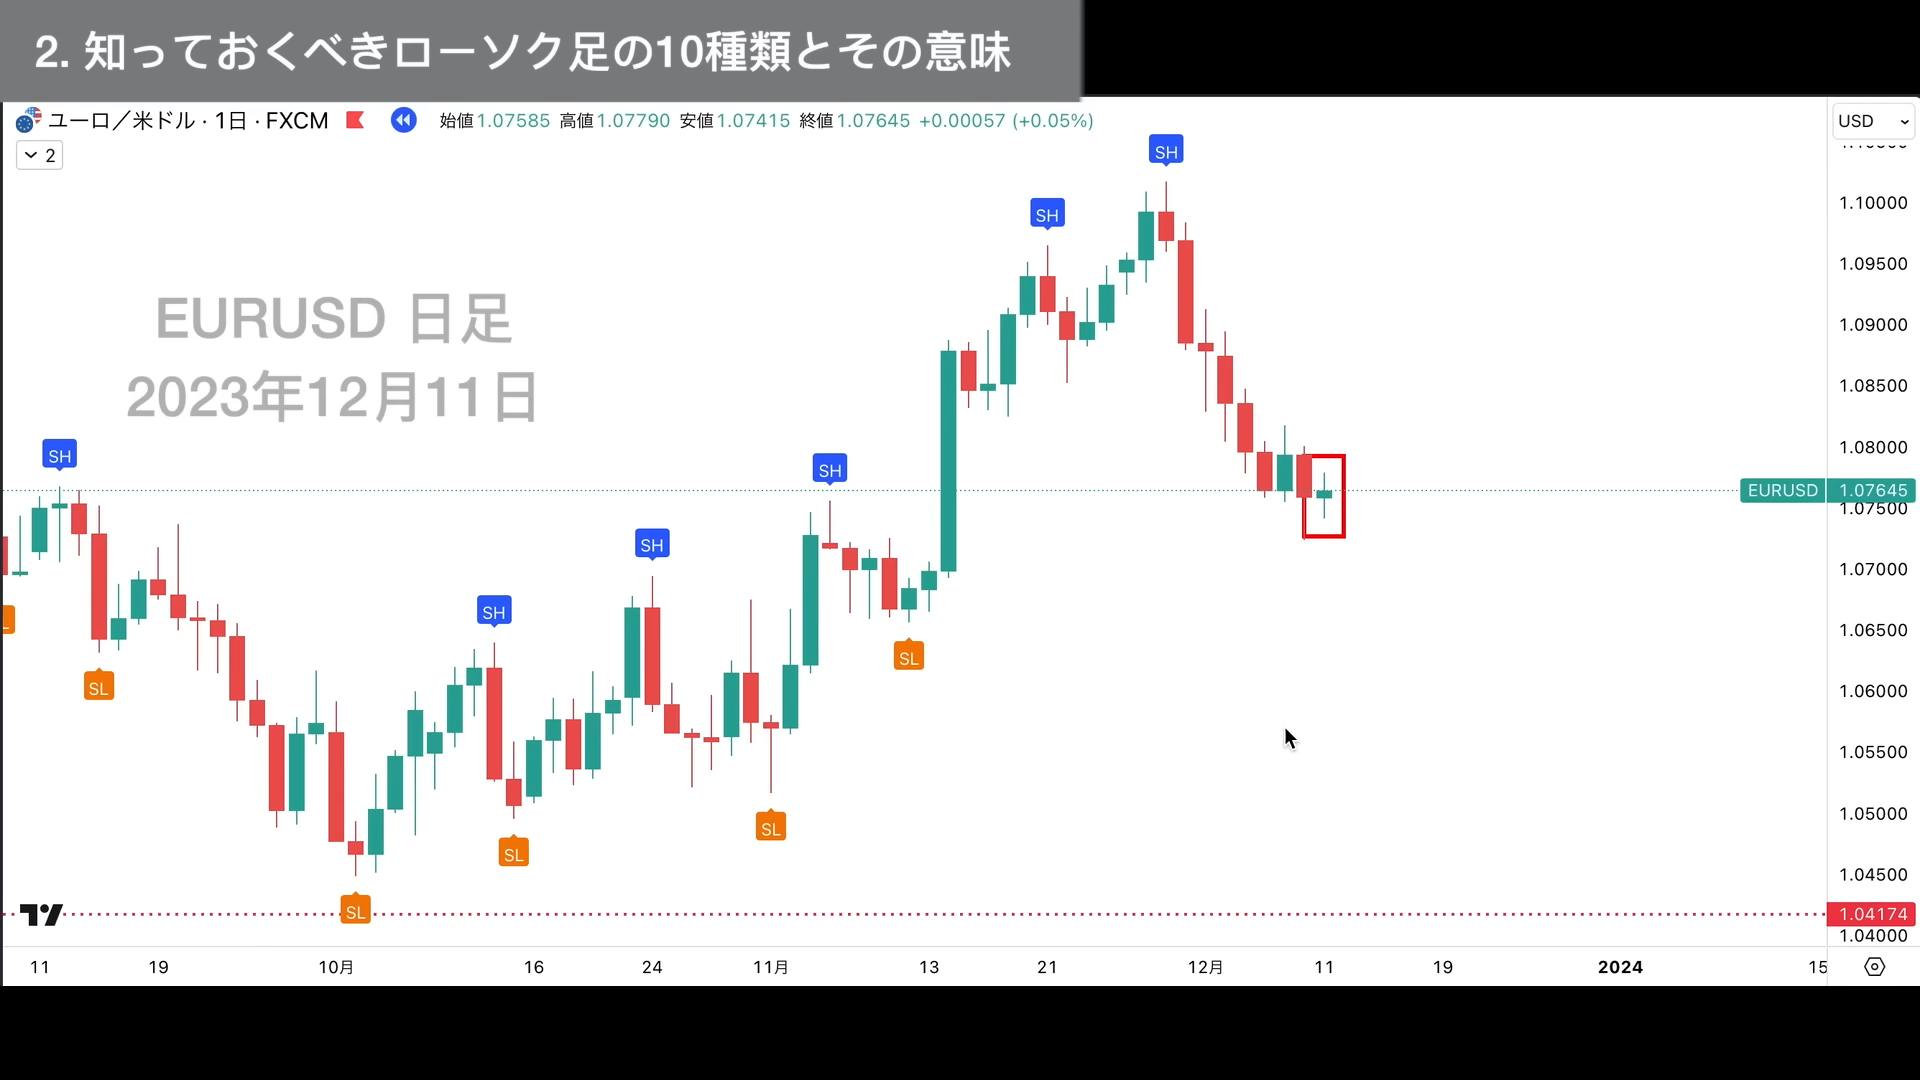 2. 知っておくべきローソク足の10種類とその意味
ユーロ／米ドル · 1日 · FXCM 始値1.07585 高値1.07790 安値1.07415 終値1.07645 +0.00057 (+0.05%)
USD
2
SH
1.10000
SH
1.09500
EURUSD 日足
1.09000
2023年12月11日
1.08500
1.08000
SH
SH
EURUSD 1.07645
1.07500
SH
1.07000
SH
1.06500
SL
SL
1.06000
1.05500
SL
1.05000
SL
1.04500
SL
1.04174
1.04000
11 19 10月 16 24 11月 13 21 12月 11 19 2024 15